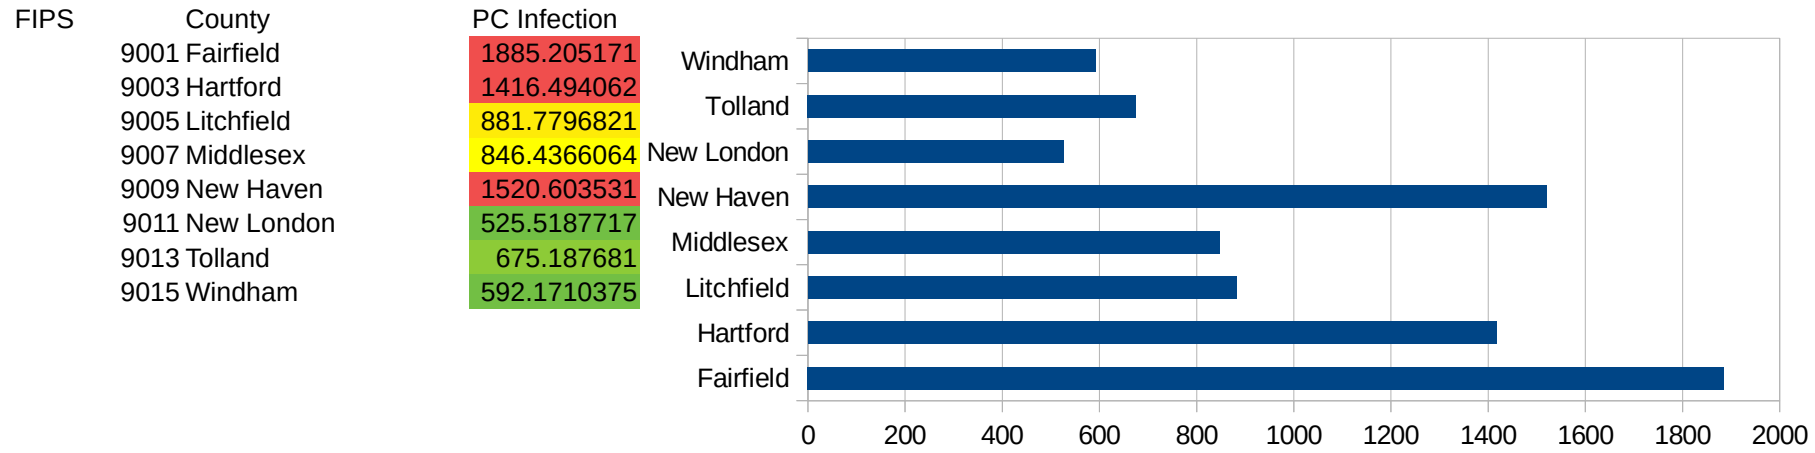 FIPS County PC Infection
9001 Fairfield 1885.205171
9003 Hartford 1416.494062
9005 Litchfield 881.7796821
9007 Middlesex 846.4366064
9009 New Haven 1520.603531
9011 New London 525.5187717
9013 Tolland 675.187681
9015 Windham 592.1710375
Windham
Tolland
New London
New Haven
Middlesex
Litchfield
Hartford
Fairfield
0 200 400 600 800 1000 1200 1400 1600 1800 2000